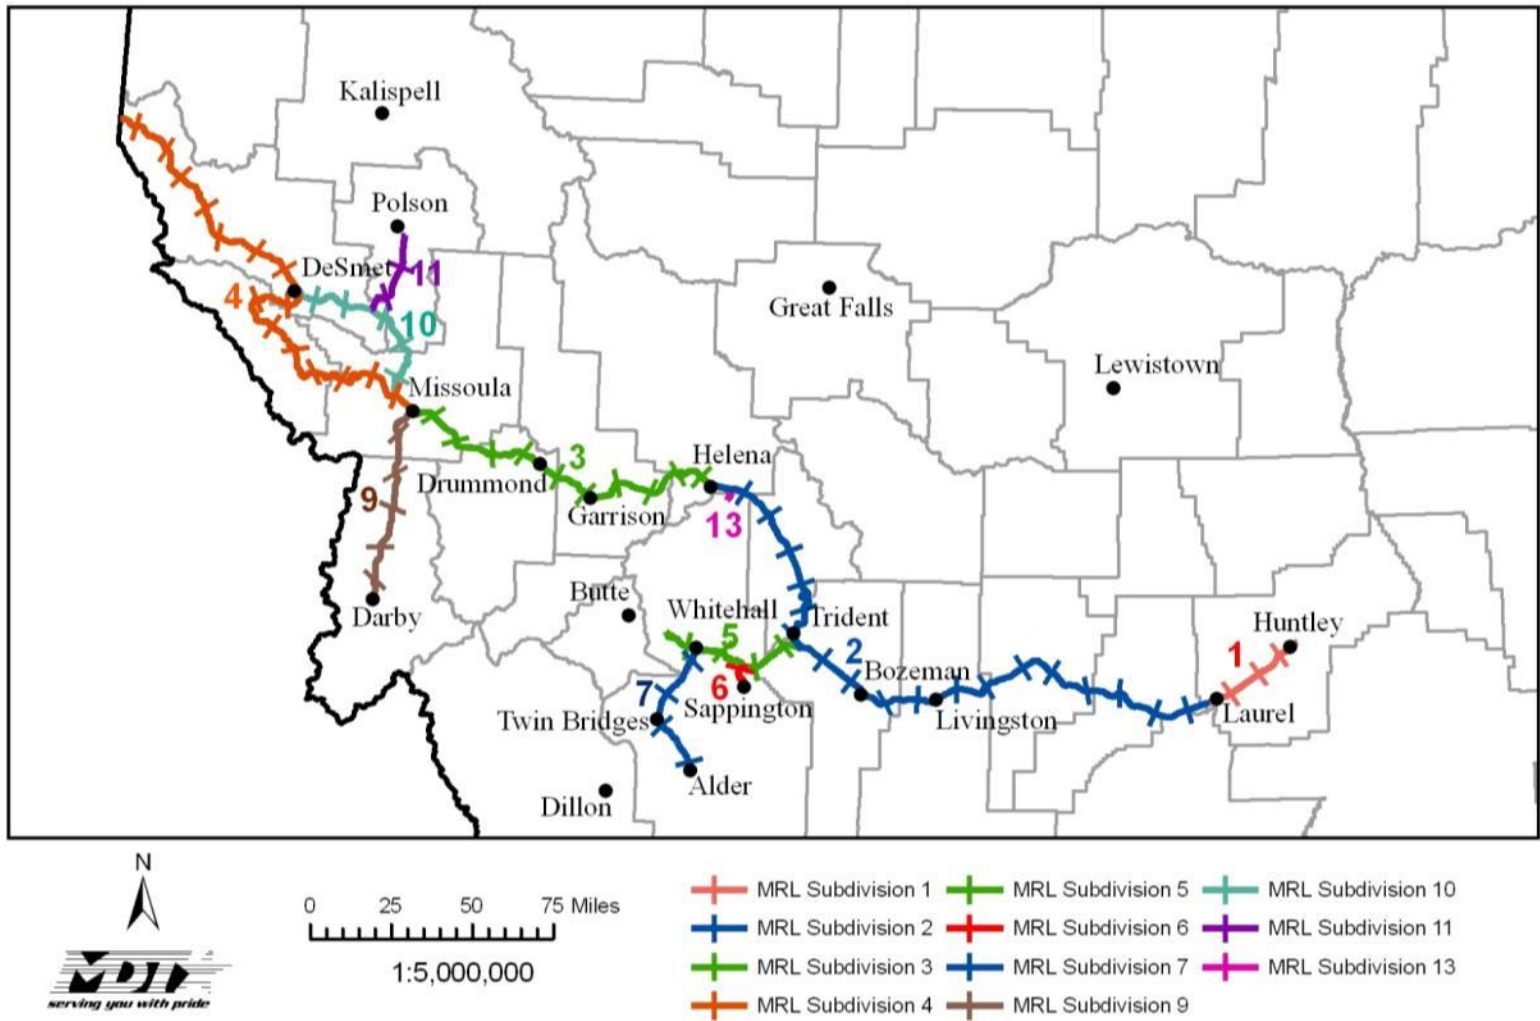 Kalispell
Polson
DeSmet
11
4
10
Great Falls
Lewistown
Missoula
Helena
3
Drummond
9
Garrison
13
Butte
Darby
Whitehall
Trident
5
2
Huntley
1
Bozeman
6
7
Sappington
Twin Bridges
Livingston
Laurel
Alder
Dillon
N
0 25 50 75 Miles
1:5,000,000
MDT
serving you with pride
MRL Subdivision 1
MRL Subdivision 2
MRL Subdivision 3
MRL Subdivision 4
MRL Subdivision 5
MRL Subdivision 6
MRL Subdivision 7
MRL Subdivision 9
MRL Subdivision 10
MRL Subdivision 11
MRL Subdivision 13